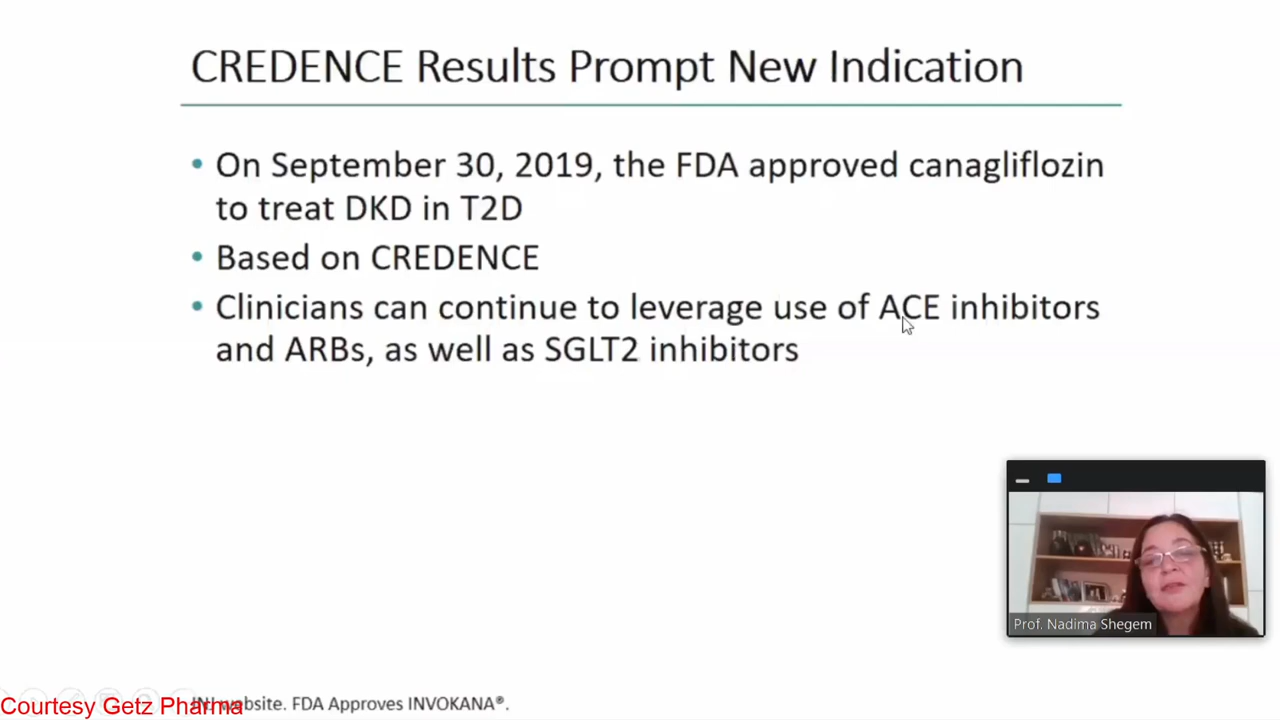 CREDENCE Results Prompt New Indication
• On September 30, 2019, the FDA approved canagliflozin
to treat DKD in T2D
• Based on CREDENCE
• Clinicians can continue to leverage use of ACE inhibitors
and ARBs, as well as SGLT2 inhibitors
Prof. Nadima Shegem
Courtesy Getz Pharma
website. FDA Approves INVOKANA®.